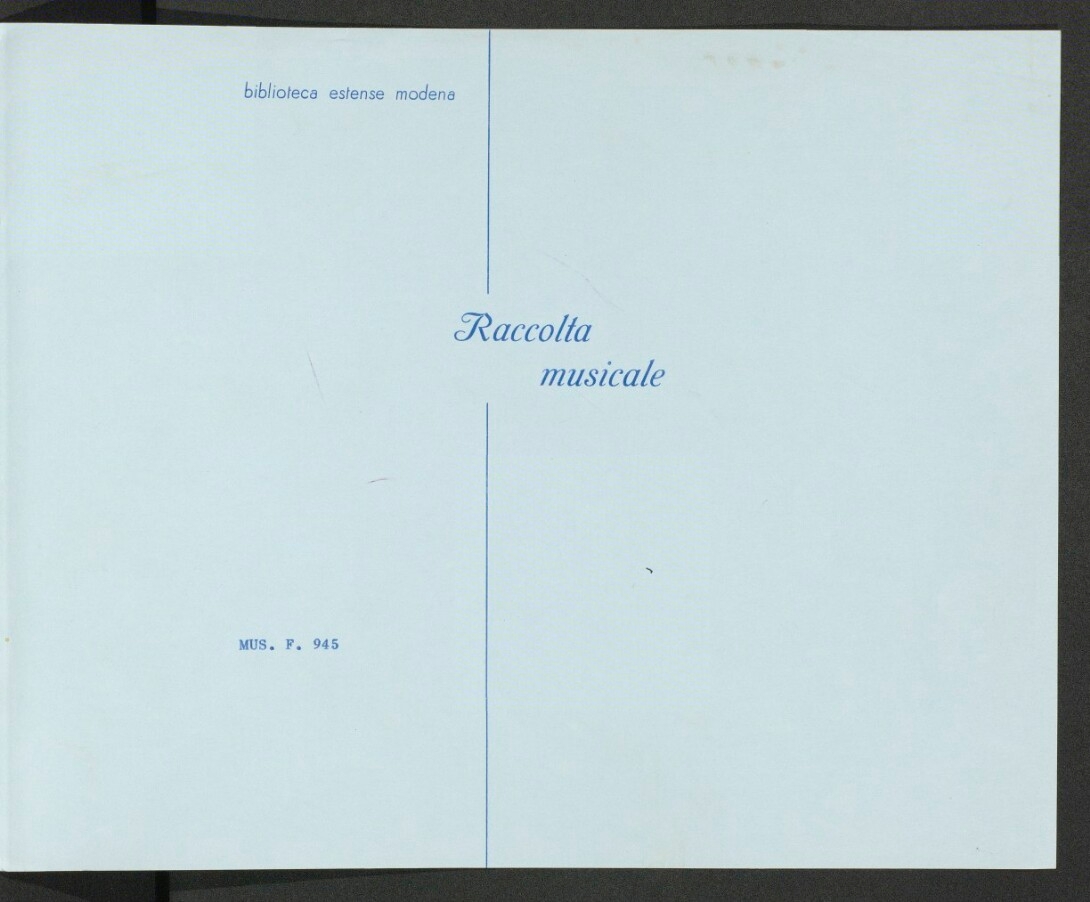 biblioteca estense modena
Raccolta
musicale
MUS. F. 945